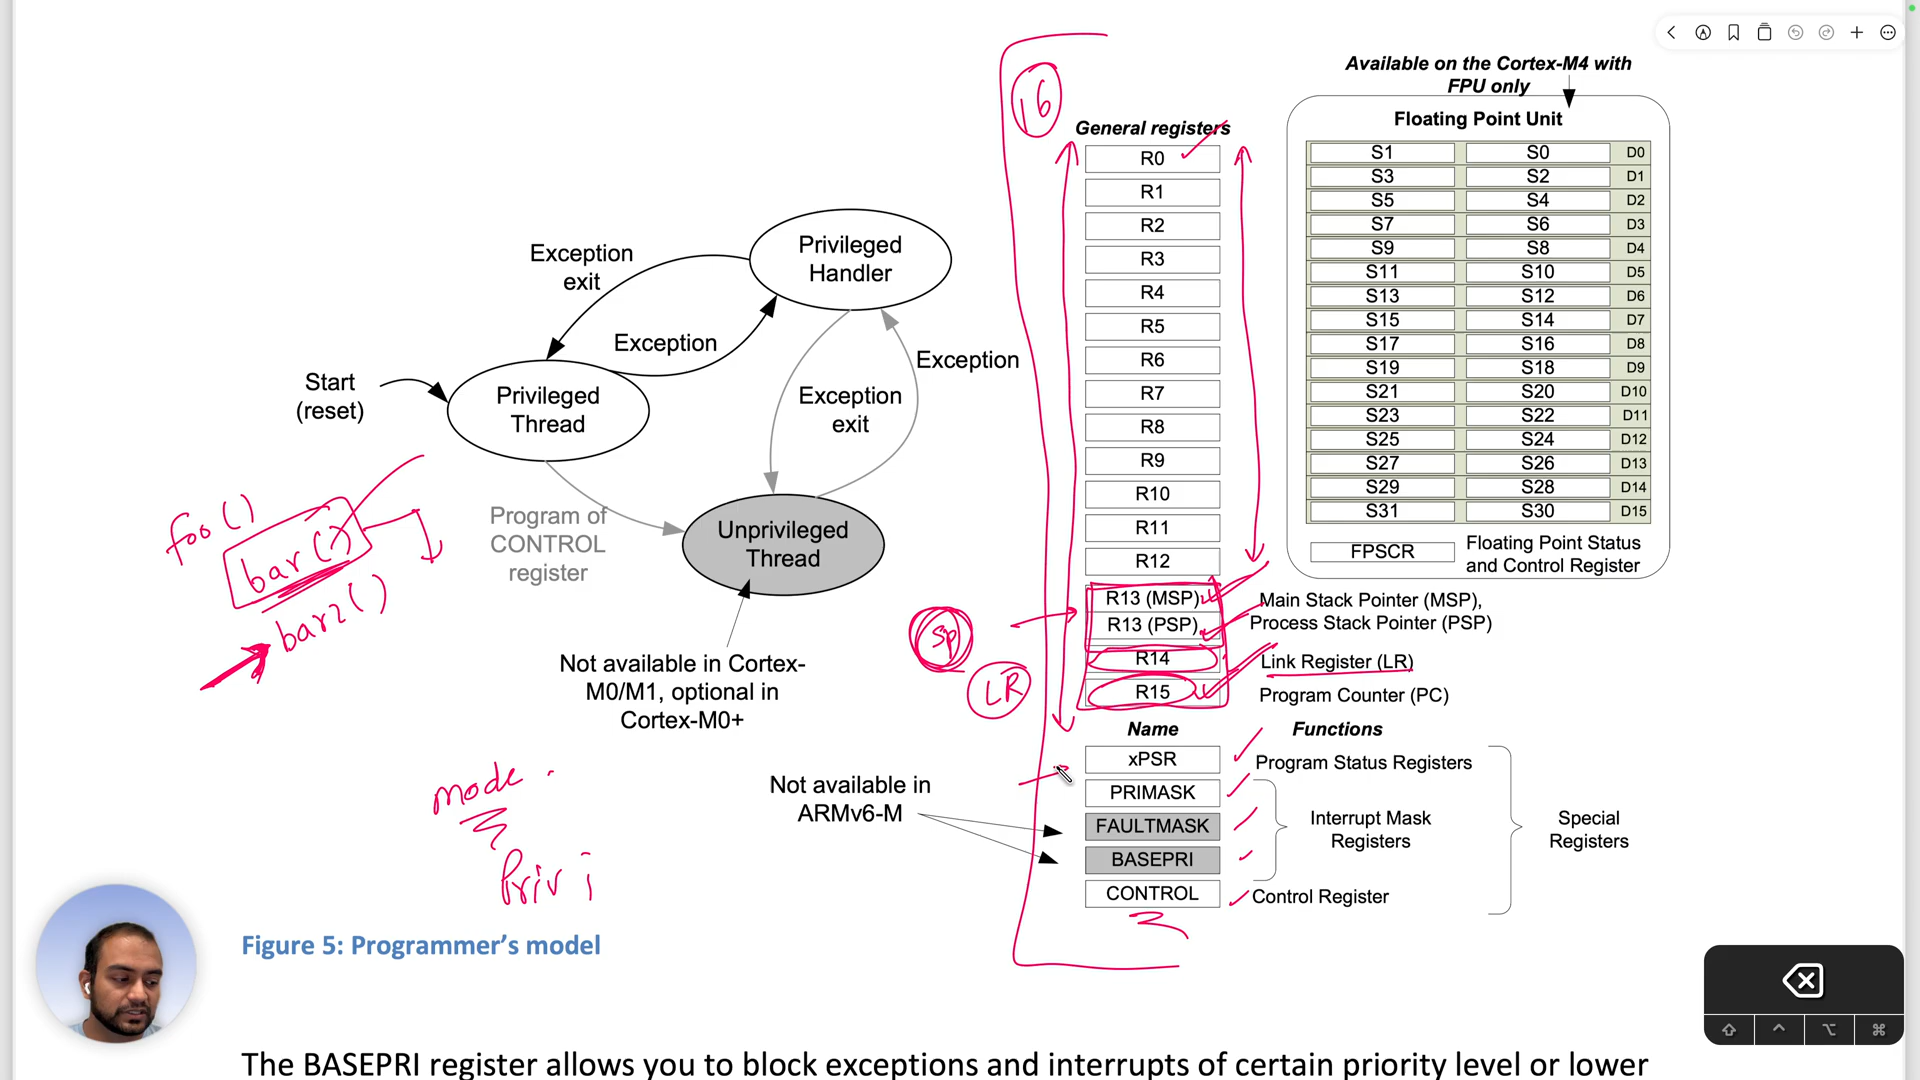 Available on the Cortex-M4 with
FPU only
16
General registers
R0
R1
R2
R3
R4
R5
R6
R7
R8
R9
R10
R11
R12
R13 (MSP)
R13 (PSP)
R14
R15
Main Stack Pointer (MSP),
Process Stack Pointer (PSP)
Link Register (LR)
Program Counter (PC)
SP
LR
Floating Point Unit
S1 S0 D0
S3 S2 D1
S5 S4 D2
S7 S6 D3
S9 S8 D4
S11 S10 D5
S13 S12 D6
S15 S14 D7
S17 S16 D8
S19 S18 D9
S21 S20 D10
S23 S22 D11
S25 S24 D12
S27 S26 D13
S29 S28 D14
S31 S30 D15
FPSCR
Floating Point Status
and Control Register
Privileged
Handler
Exception
exit
Exception
Start
(reset)
Privileged
Thread
Exception
exit
Exception
Program of
CONTROL
register
Unprivileged
Thread
Not available in Cortex-
M0/M1, optional in
Cortex-M0+
foo()
bar()
bar2()
mode
Priv
Name Functions
xPSR Program Status Registers
PRIMASK
FAULTMASK
BASEPRI
CONTROL Control Register
Interrupt Mask
Registers
Special
Registers
Not available in
ARMv6-M
Figure 5: Programmer's model
The BASEPRI register allows you to block exceptions and interrupts of certain priority level or lower